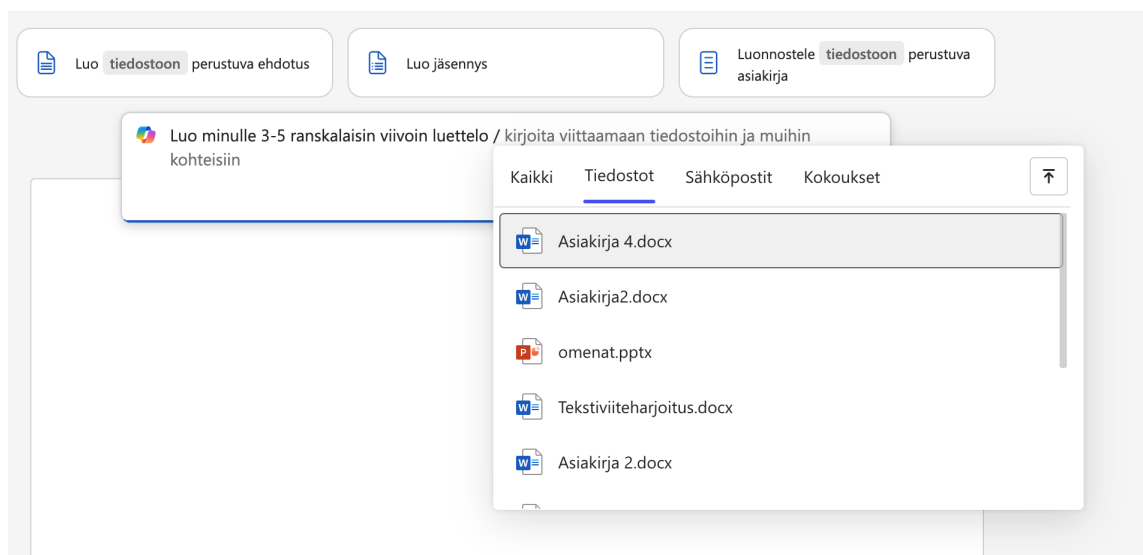 Luo tiedostoon perustuva ehdotus
Luo jäsennys
Luonnostele tiedostoon perustuva
asiakirja
Luo minulle 3-5 ranskalaisin viivoin luettelo / kirjoita viittaamaan tiedostoihin ja muihin
kohteisiin
Kaikki Tiedostot Sähköpostit Kokoukset
Asiakirja 4.docx
Asiakirja2.docx
omenat.pptx
Tekstiviiteharjoitus.docx
Asiakirja 2.docx